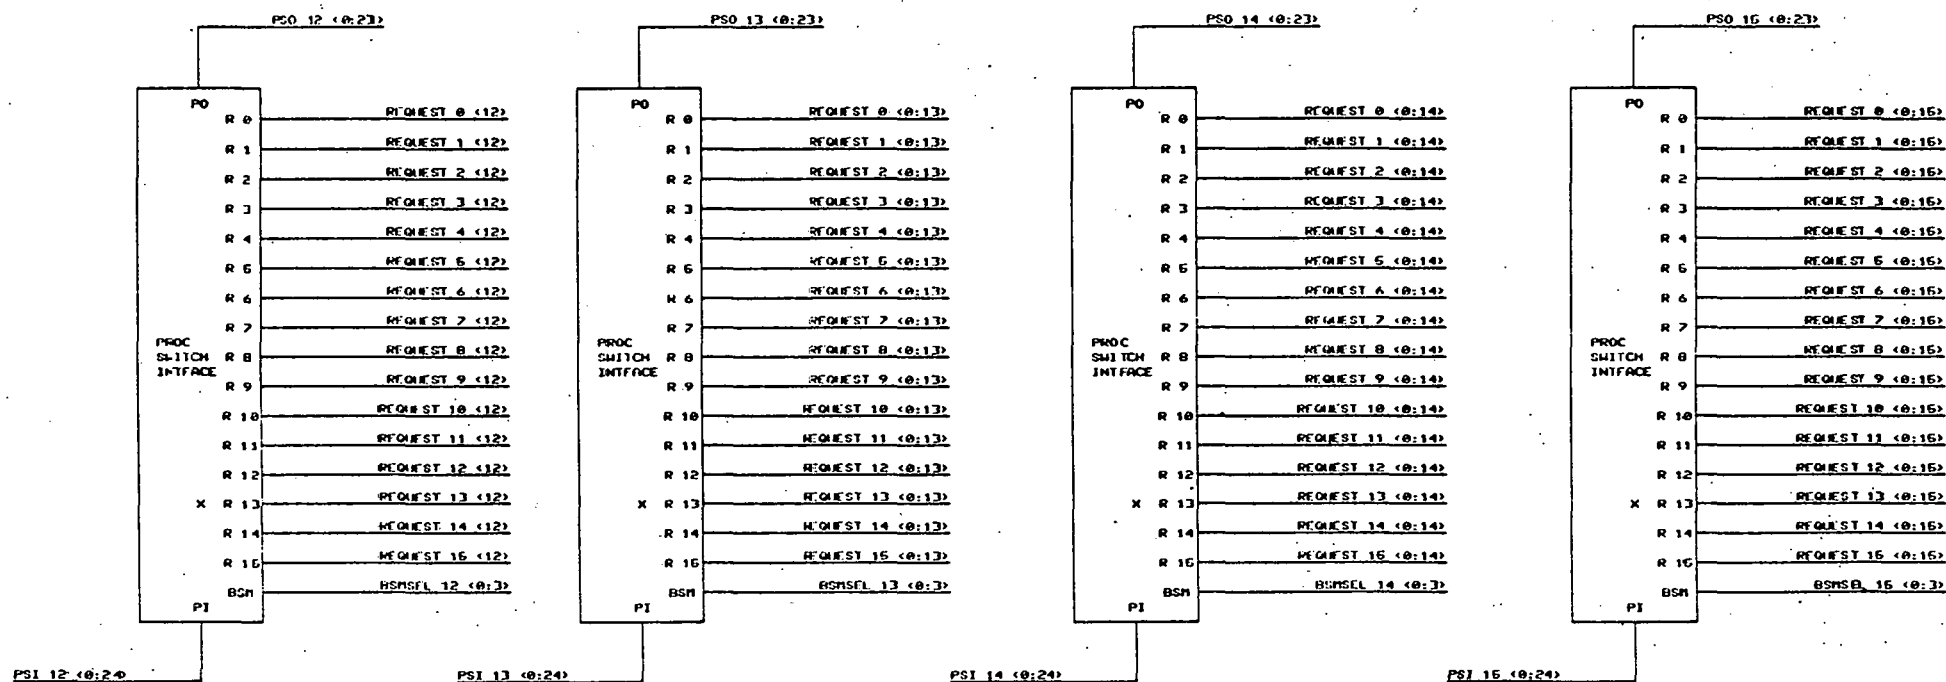 PSO 12 <0:23>
PO
R 0 REQUEST 0 <12>
R 1 REQUEST 1 <12>
R 2 REQUEST 2 <12>
R 3 REQUEST 3 <12>
R 4 REQUEST 4 <12>
R 5 REQUEST 5 <12>
R 6 REQUEST 6 <12>
R 7 REQUEST 7 <12>
PROC
SWITCH
INTFACE
R 8 REQUEST 8 <12>
R 9 REQUEST 9 <12>
R 10 REQUEST 10 <12>
R 11 REQUEST 11 <12>
R 12 REQUEST 12 <12>
X R 13 REQUEST 13 <12>
R 14 REQUEST 14 <12>
R 15 REQUEST 15 <12>
BSM BSMSEL 12 <0:3>
PI
PSI 12 <0:24>
PSO 13 <0:23>
PO
R 0 REQUEST 0 <0:13>
R 1 REQUEST 1 <0:13>
R 2 REQUEST 2 <0:13>
R 3 REQUEST 3 <0:13>
R 4 REQUEST 4 <0:13>
R 5 REQUEST 5 <0:13>
R 6 REQUEST 6 <0:13>
R 7 REQUEST 7 <0:13>
PROC
SWITCH
INTFACE
R 8 REQUEST 8 <0:13>
R 9 REQUEST 9 <0:13>
R 10 REQUEST 10 <0:13>
R 11 REQUEST 11 <0:13>
R 12 REQUEST 12 <0:13>
X R 13 REQUEST 13 <0:13>
R 14 REQUEST 14 <0:13>
R 15 REQUEST 15 <0:13>
BSM BSMSEL 13 <0:3>
PI
PSI 13 <0:24>
PSO 14 <0:23>
PO
R 0 REQUEST 0 <0:14>
R 1 REQUEST 1 <0:14>
R 2 REQUEST 2 <0:14>
R 3 REQUEST 3 <0:14>
R 4 REQUEST 4 <0:14>
R 5 REQUEST 5 <0:14>
R 6 REQUEST 6 <0:14>
R 7 REQUEST 7 <0:14>
PROC
SWITCH
INTFACE
R 8 REQUEST 8 <0:14>
R 9 REQUEST 9 <0:14>
R 10 REQUEST 10 <0:14>
R 11 REQUEST 11 <0:14>
R 12 REQUEST 12 <0:14>
X R 13 REQUEST 13 <0:14>
R 14 REQUEST 14 <0:14>
R 15 REQUEST 15 <0:14>
BSM BSMSEL 14 <0:3>
PI
PSI 14 <0:24>
PSO 15 <0:23>
PO
R 0 REQUEST 0 <0:15>
R 1 REQUEST 1 <0:15>
R 2 REQUEST 2 <0:15>
R 3 REQUEST 3 <0:15>
R 4 REQUEST 4 <0:15>
R 5 REQUEST 5 <0:15>
R 6 REQUEST 6 <0:15>
R 7 REQUEST 7 <0:15>
PROC
SWITCH
INTFACE
R 8 REQUEST 8 <0:15>
R 9 REQUEST 9 <0:15>
R 10 REQUEST 10 <0:15>
R 11 REQUEST 11 <0:15>
R 12 REQUEST 12 <0:15>
X R 13 REQUEST 13 <0:15>
R 14 REQUEST 14 <0:15>
R 15 REQUEST 15 <0:15>
BSM BSMSEL 15 <0:3>
PI
PSI 15 <0:24>